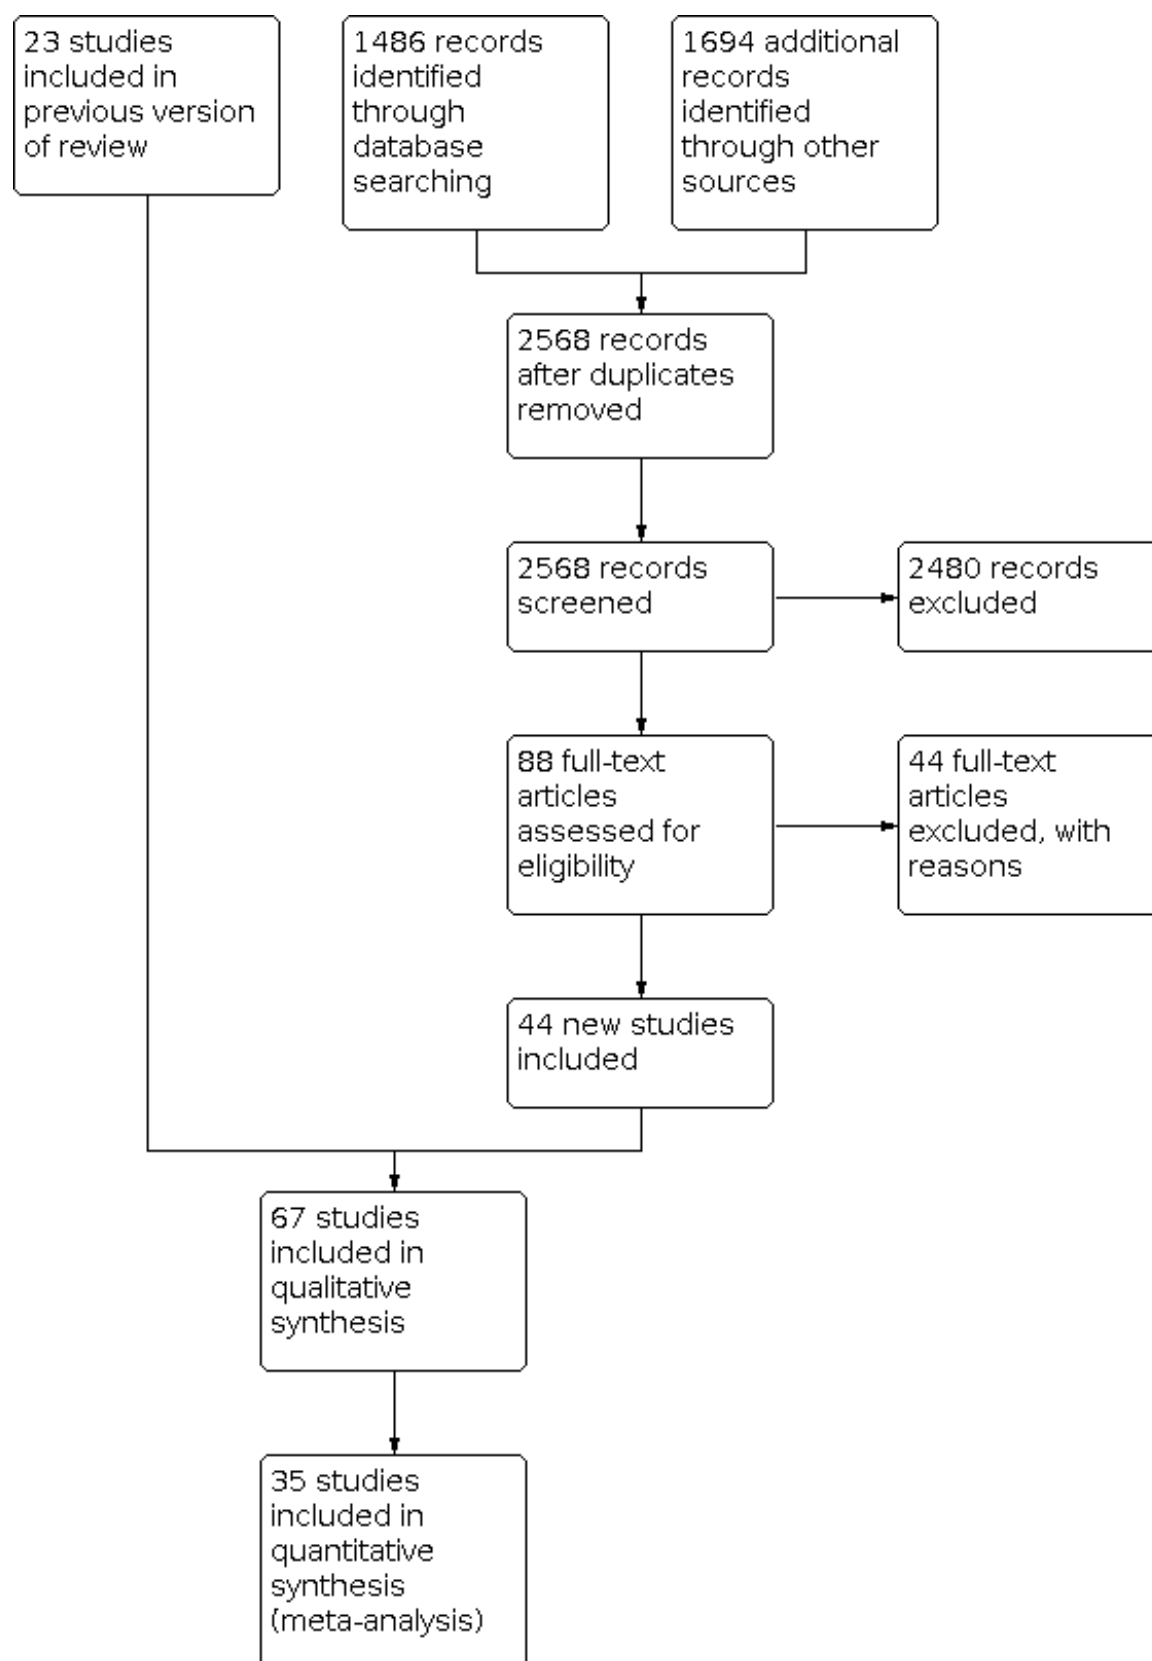 23 studies
included in
previous version
of review
1486 records
identified
through
database
searching
1694 additional
records
identified
through other
sources
2568 records
after duplicates
removed
2568 records
screened
2480 records
excluded
88 full-text
articles
assessed for
eligibility
44 full-text
articles
excluded, with
reasons
44 new studies
included
67 studies
included in
qualitative
synthesis
35 studies
included in
quantitative
synthesis
(meta-analysis)